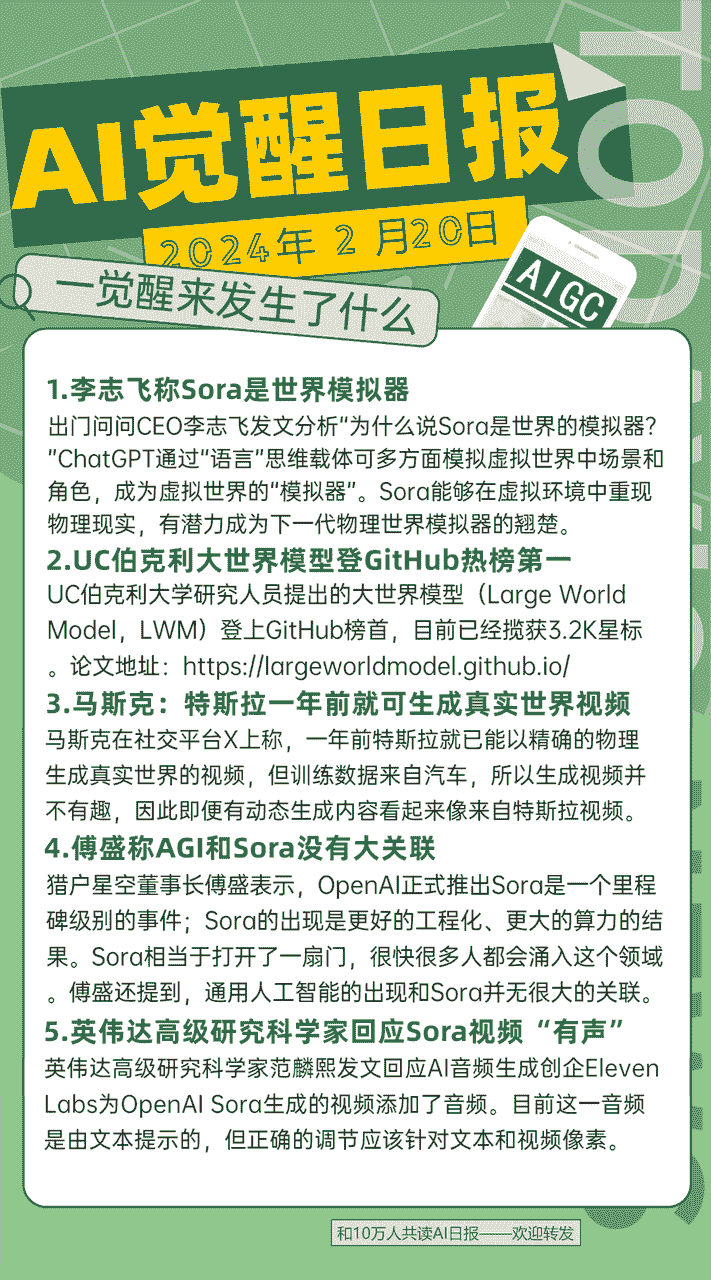 AI觉醒日报
2024年 2 月20日
一觉醒来发生了什么
AIGC
1.李志飞称Sora是世界模拟器
出门问问CEO李志飞发文分析“为什么说Sora是世界的模拟器？
”ChatGPT通过“语言”思维载体可多方面模拟虚拟世界中场景和
角色，成为虚拟世界的“模拟器”。Sora能够在虚拟环境中重现
物理现实，有潜力成为下一代物理世界模拟器的翘楚。
2.UC伯克利大世界模型登GitHub热榜第一
UC伯克利大学研究人员提出的大世界模型（Large World
Model，LWM）登上GitHub榜首，目前已经揽获3.2K星标
。论文地址：https://largeworldmodel.github.io/
3.马斯克：特斯拉一年前就可生成真实世界视频
马斯克在社交平台X上称，一年前特斯拉就已能以精确的物理
生成真实世界的视频，但训练数据来自汽车，所以生成视频并
不有趣，因此即便有动态生成内容看起来像来自特斯拉视频。
4.傅盛称AGI和Sora没有大关联
猎户星空董事长傅盛表示，OpenAI正式推出Sora是一个里程
碑级别的事件；Sora的出现是更好的工程化、更大的算力的结
果。Sora相当于打开了一扇门，很快很多人都会涌入这个领域
。傅盛还提到，通用人工智能的出现和Sora并无很大的关联。
5.英伟达高级研究科学家回应Sora视频“有声”
英伟达高级研究科学家范麟熙发文回应AI音频生成创企Eleven
Labs为OpenAI Sora生成的视频添加了音频。目前这一音频
是由文本提示的，但正确的调节应该针对文本和视频像素。
和10万人共读AI日报——欢迎转发